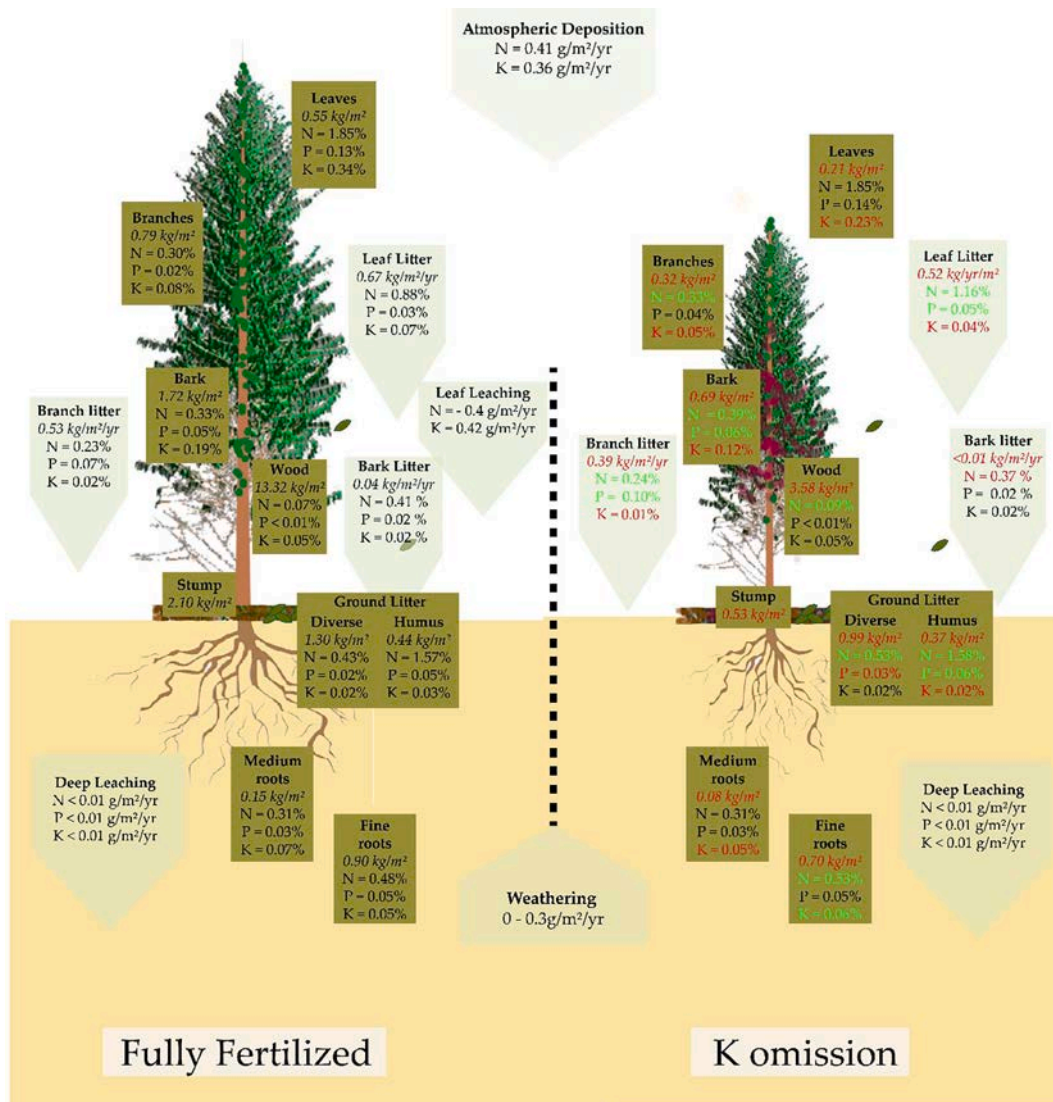 Atmospheric Deposition
N = 0.41 g/m²/yr
K = 0.36 g/m²/yr
Leaves
0.55 kg/m²
N = 1.85%
P = 0.13%
K = 0.34%
Branches
0.79 kg/m²
N = 0.30%
P = 0.02%
K = 0.08%
Leaf Litter
0.67 kg/m²/yr
N = 0.88%
P = 0.03%
K = 0.07%
Bark
1.72 kg/m²
N = 0.33%
P = 0.05%
K = 0.19%
Leaf Leaching
N = - 0.4 g/m²/yr
K = 0.42 g/m²/yr
Branch litter
0.53 kg/m²/yr
N = 0.23%
P = 0.07%
K = 0.02%
Wood
13.32 kg/m²
N = 0.07%
P < 0.01%
K = 0.05%
Bark Litter
0.04 kg/m²/yr
N = 0.41 %
P = 0.02 %
K = 0.02 %
Stump
2.10 kg/m²
Ground Litter
Diverse Humus
1.30 kg/m² 0.44 kg/m²
N = 0.43% N = 1.57%
P = 0.02% P = 0.05%
K = 0.02% K = 0.03%
Medium
roots
0.15 kg/m²
N = 0.31%
P = 0.03%
K = 0.07%
Deep Leaching
N < 0.01 g/m²/yr
P < 0.01 g/m²/yr
K < 0.01 g/m²/yr
Fine
roots
0.90 kg/m²
N = 0.48%
P = 0.05%
K = 0.05%
Weathering
0 - 0.3g/m²/yr
Fully Fertilized
Leaves
0.21 kg/m²
N = 1.85%
P = 0.14%
K = 0.23%
Branches
0.32 kg/m²
N = 0.33%
P = 0.04%
K = 0.05%
Leaf Litter
0.52 kg/yr/m²
N = 1.16%
P = 0.05%
K = 0.04%
Bark
0.69 kg/m²
N = 0.39%
P = 0.06%
K = 0.12%
Branch litter
0.39 kg/m²/yr
N = 0.24%
P = 0.10%
K = 0.01%
Wood
3.58 kg/m²
N = 0.09%
P < 0.01%
K = 0.05%
Bark litter
<0.01 kg/m²/yr
N = 0.37 %
P = 0.02 %
K = 0.02%
Stump
0.53 kg/m²
Ground Litter
Diverse Humus
0.99 kg/m² 0.37 kg/m²
N = 0.53% N = 1.58%
P = 0.03% P = 0.06%
K = 0.02% K = 0.02%
Medium
roots
0.08 kg/m²
N = 0.31%
P = 0.03%
K = 0.05%
Fine
roots
0.70 kg/m²
N = 0.53%
P = 0.05%
K = 0.06%
Deep Leaching
N < 0.01 g/m²/yr
P < 0.01 g/m²/yr
K < 0.01 g/m²/yr
K omission